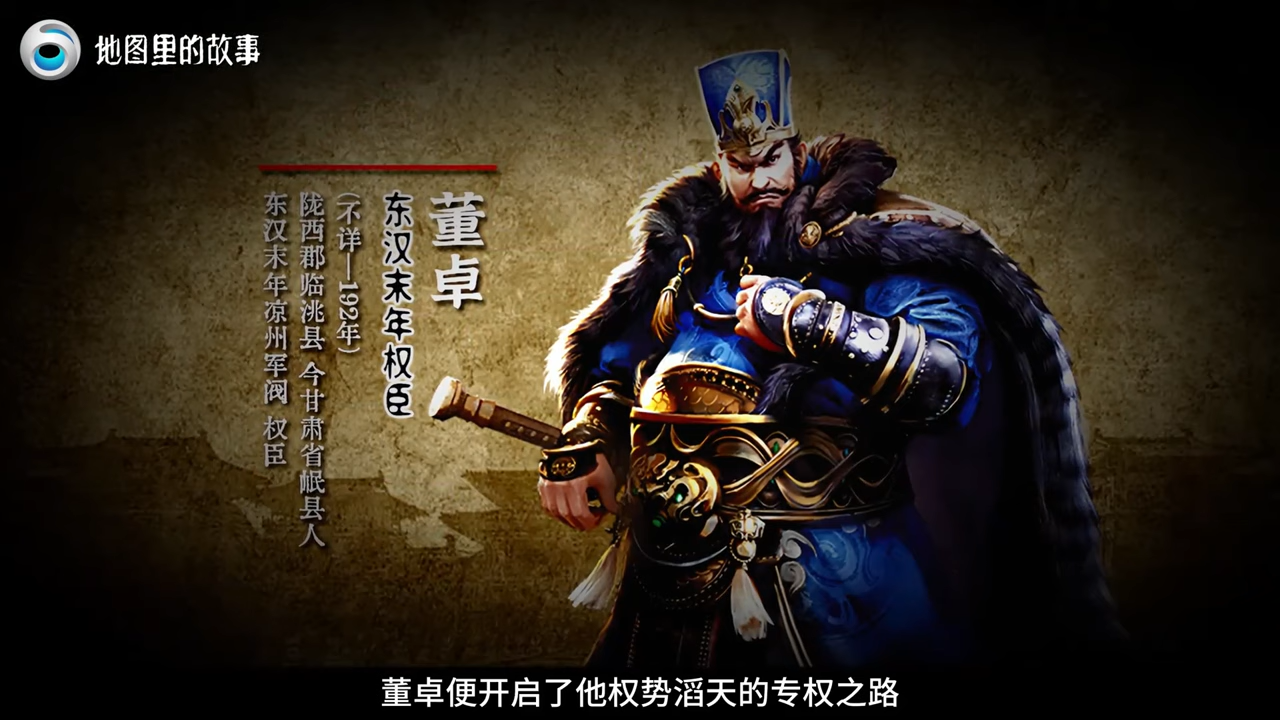 地图里的故事
董卓
东汉末年权臣
（不详—192年）
陇西郡临洮县 今甘肃省岷县人
东汉末年凉州军阀 权臣
董卓便开启了他权势滔天的专权之路